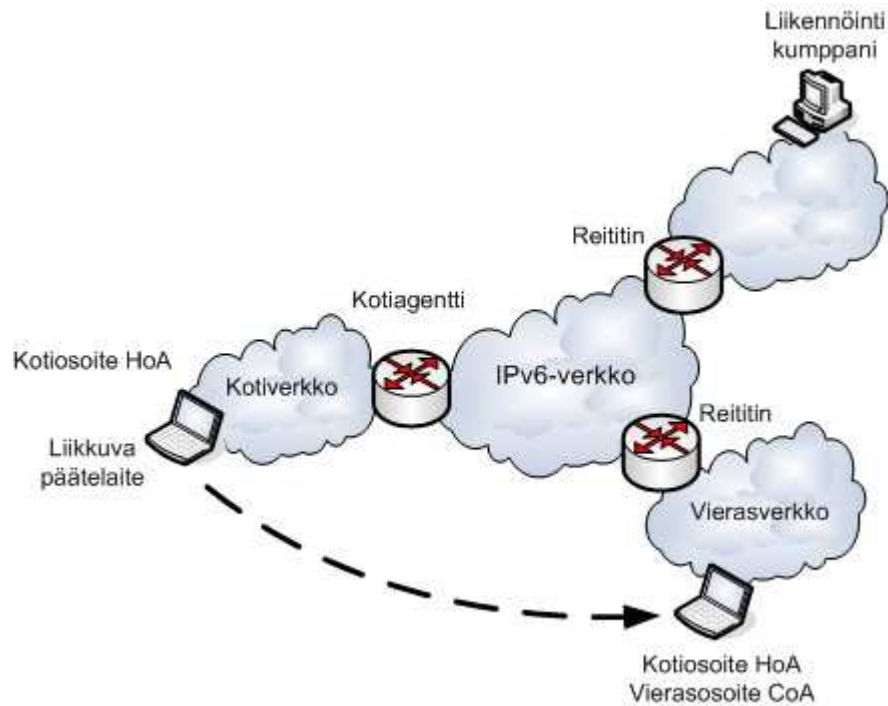 Liikennöinti
kumppani
Reititin
Kotiagentti
Kotiosoite HoA
Kotiverkko
IPv6-verkko
Reititin
Liikkuva
päätelaite
Vierasverkko
Kotiosoite HoA
Vierasosoite CoA